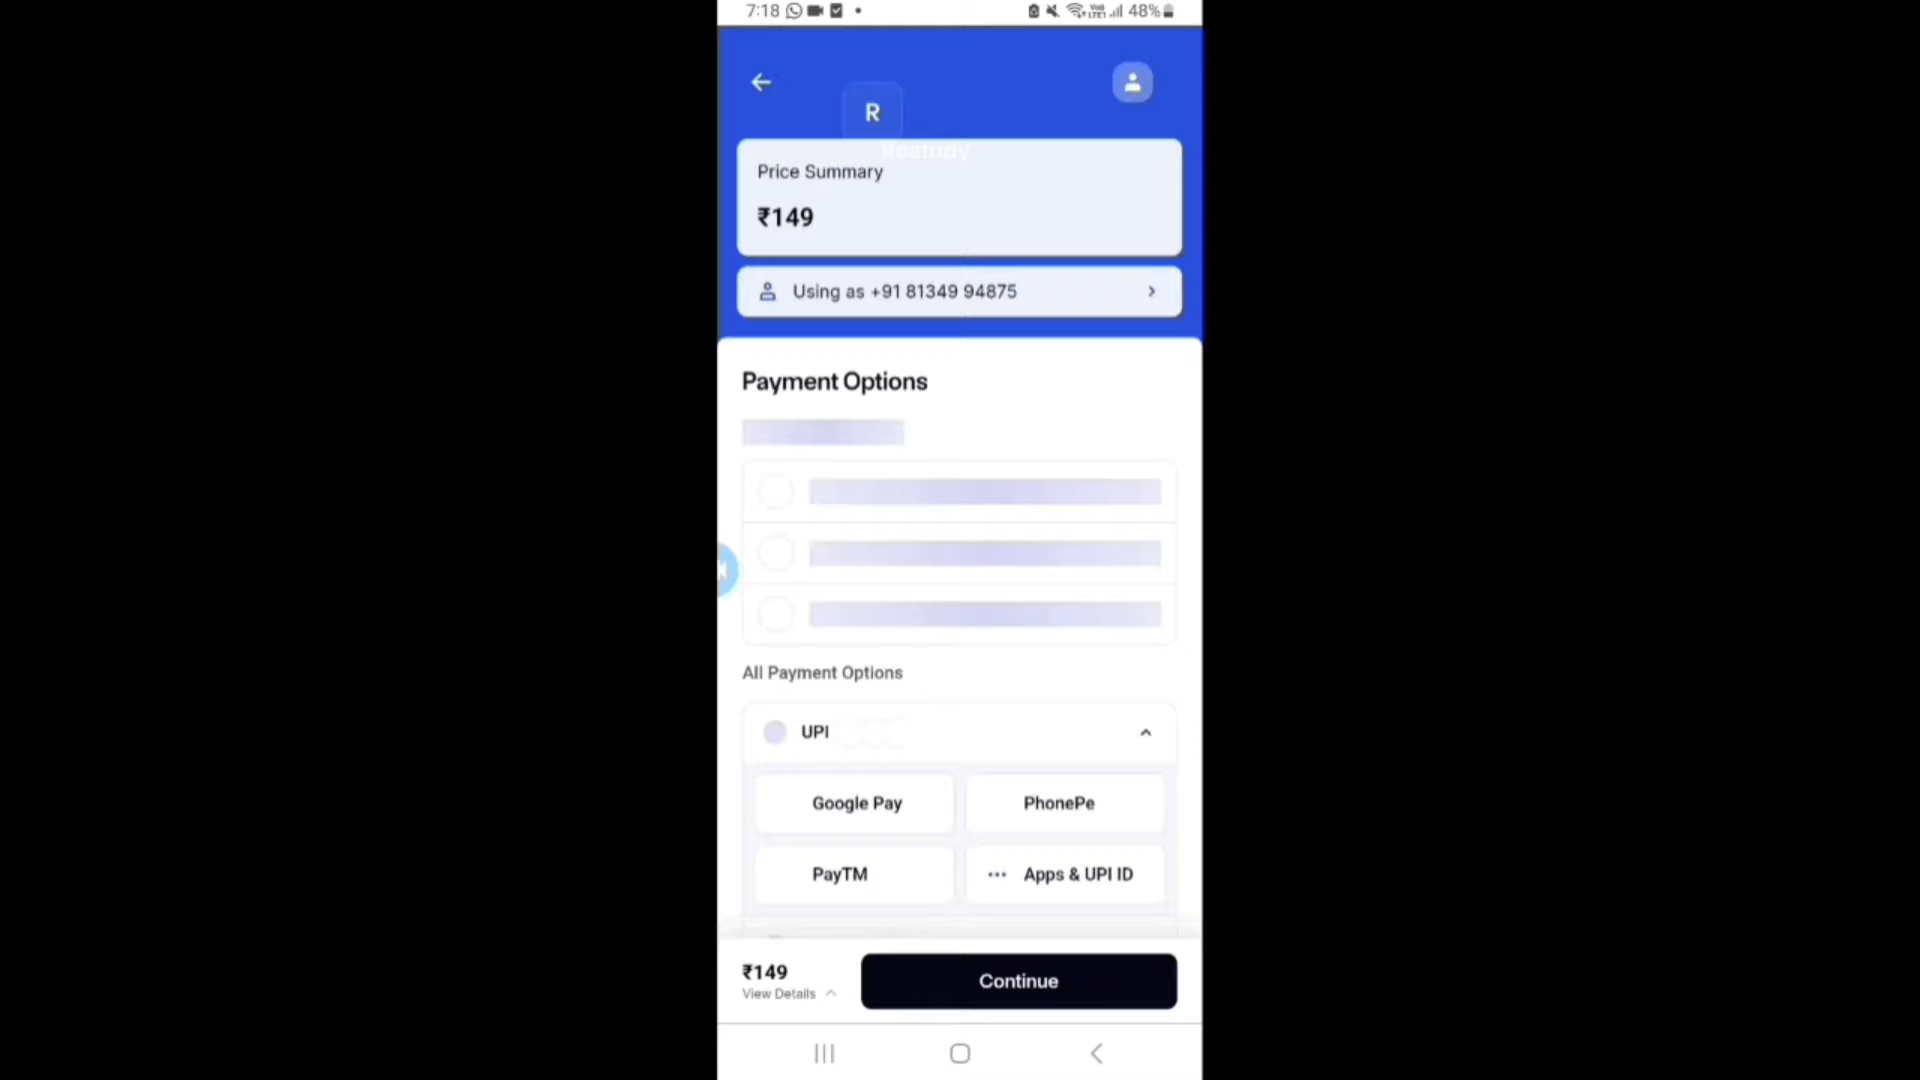 7:18
48%
R
Price Summary
₹149
Using as +91 81349 94875
Payment Options
All Payment Options
UPI
Google Pay
PhonePe
PayTM
Apps & UPI ID
₹149
Continue
View Details